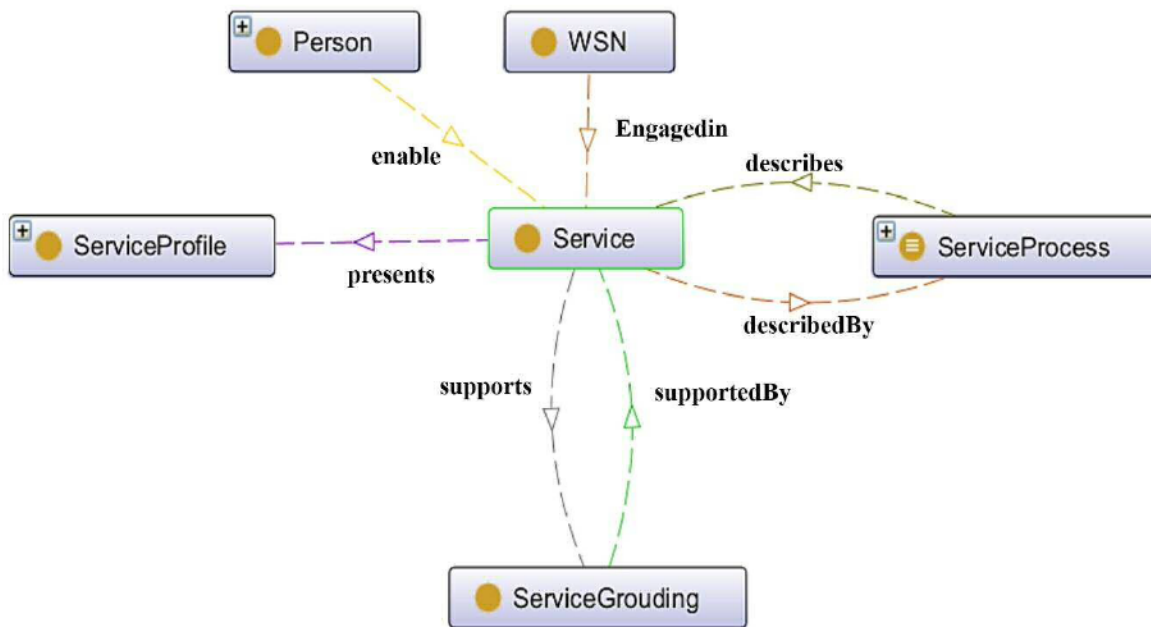 Person
WSN
enable
Engagedin
describes
ServiceProfile
Service
ServiceProcess
presents
describedBy
supports
supportedBy
ServiceGrouding